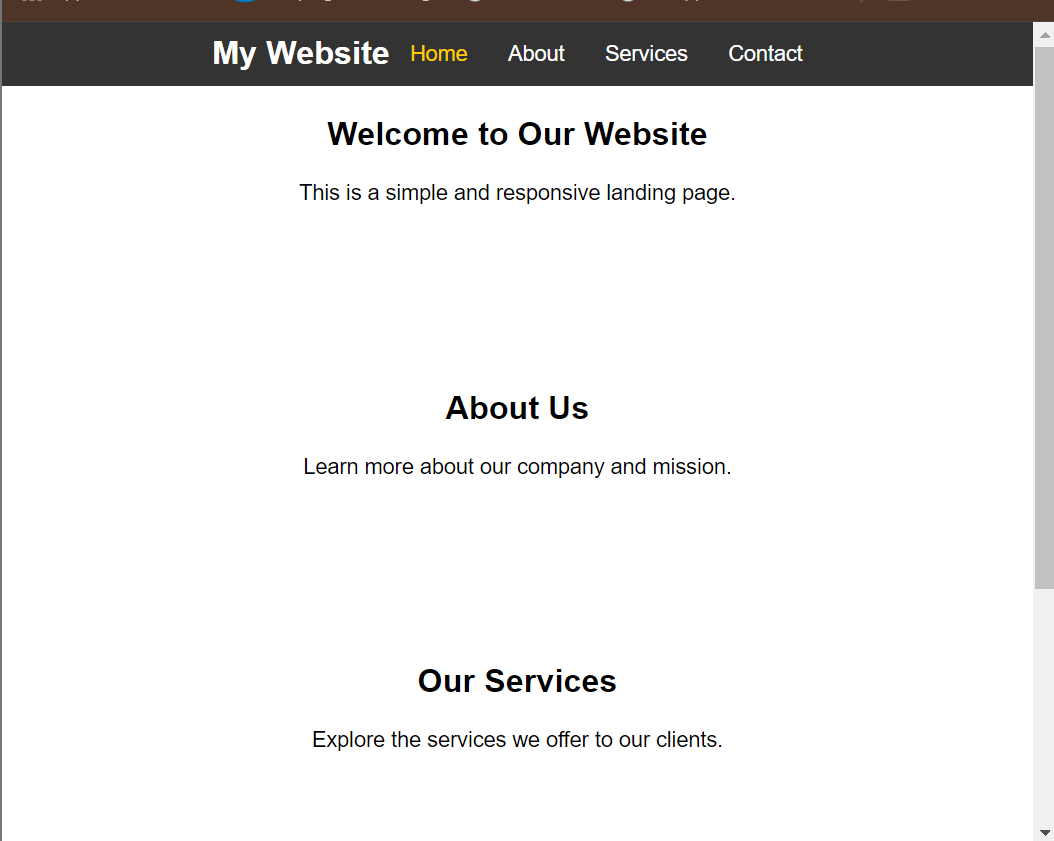 My Website Home About Services Contact
Welcome to Our Website
This is a simple and responsive landing page.
About Us
Learn more about our company and mission.
Our Services
Explore the services we offer to our clients.